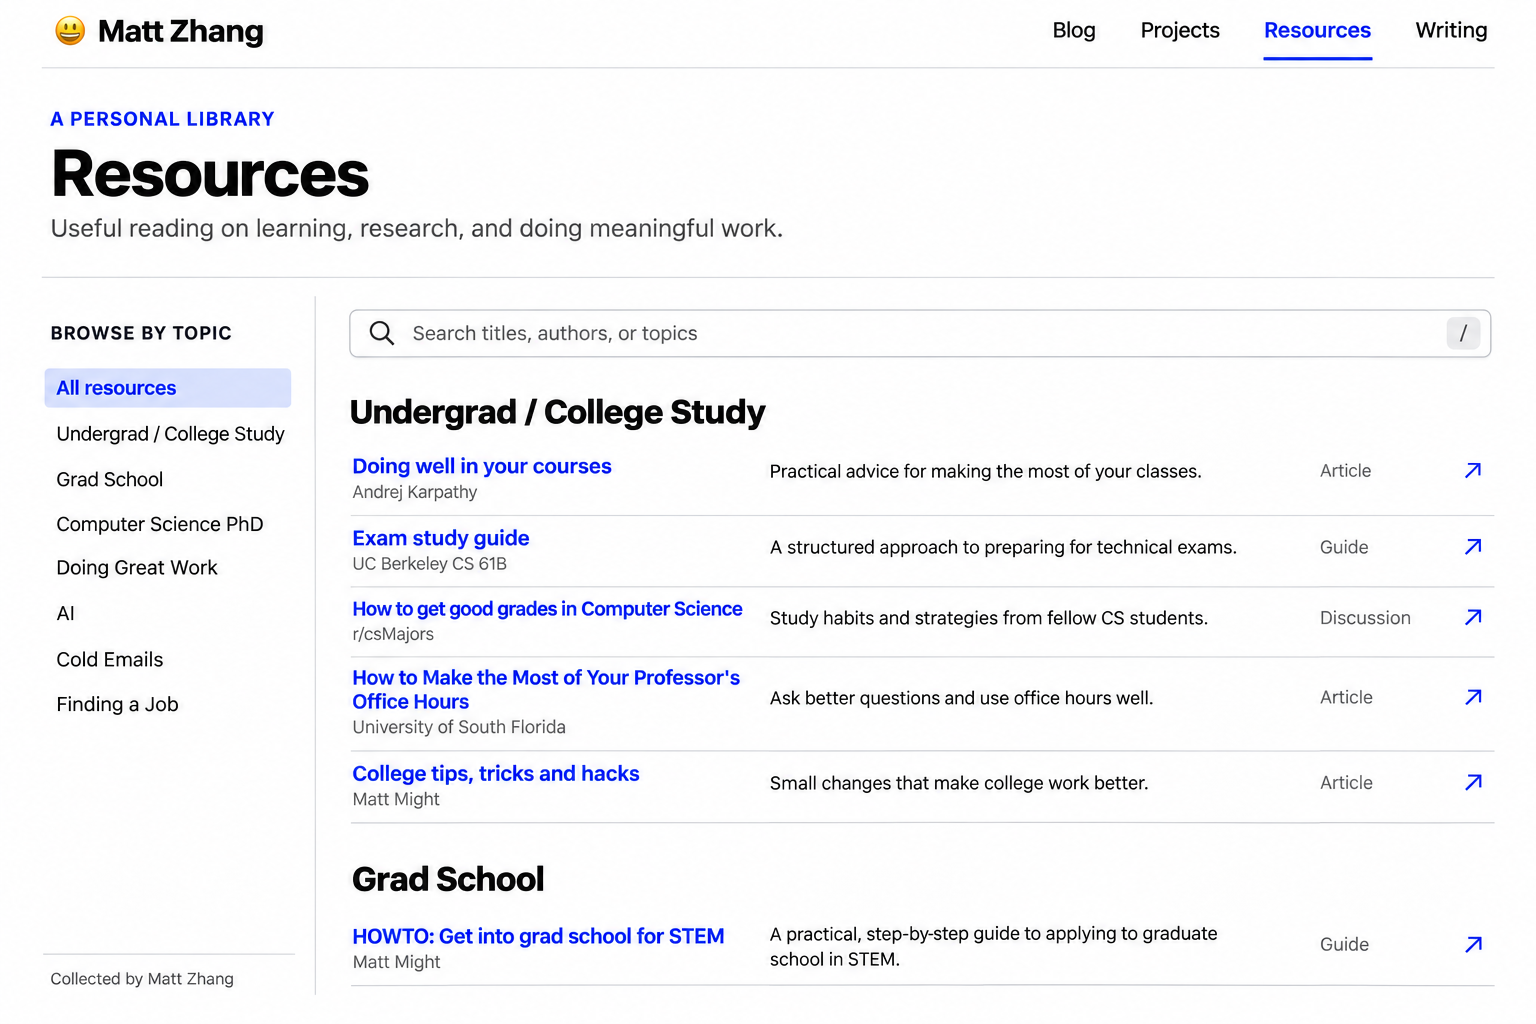 😃 Matt Zhang
Blog
Projects
Resources
Writing
A PERSONAL LIBRARY
Resources
Useful reading on learning, research, and doing meaningful work.
BROWSE BY TOPIC
All resources
Undergrad / College Study
Grad School
Computer Science PhD
Doing Great Work
AI
Cold Emails
Finding a Job
Collected by Matt Zhang
Search titles, authors, or topics
/
Undergrad / College Study
Doing well in your courses
Andrej Karpathy
Practical advice for making the most of your classes.
Article
Exam study guide
UC Berkeley CS 61B
A structured approach to preparing for technical exams.
Guide
How to get good grades in Computer Science
r/csMajors
Study habits and strategies from fellow CS students.
Discussion
How to Make the Most of Your Professor's
Office Hours
University of South Florida
Ask better questions and use office hours well.
Article
College tips, tricks and hacks
Matt Might
Small changes that make college work better.
Article
Grad School
HOWTO: Get into grad school for STEM
Matt Might
A practical, step-by-step guide to applying to graduate
school in STEM.
Guide